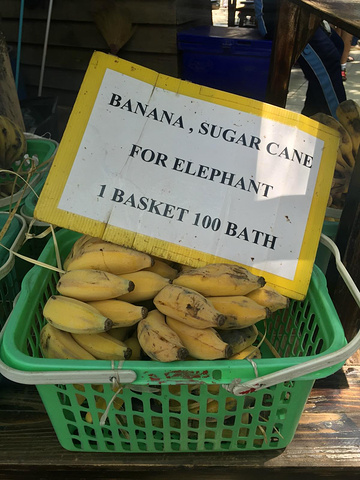 BANANA , SUGAR CANE
FOR ELEPHANT
1 BASKET 100 BATH